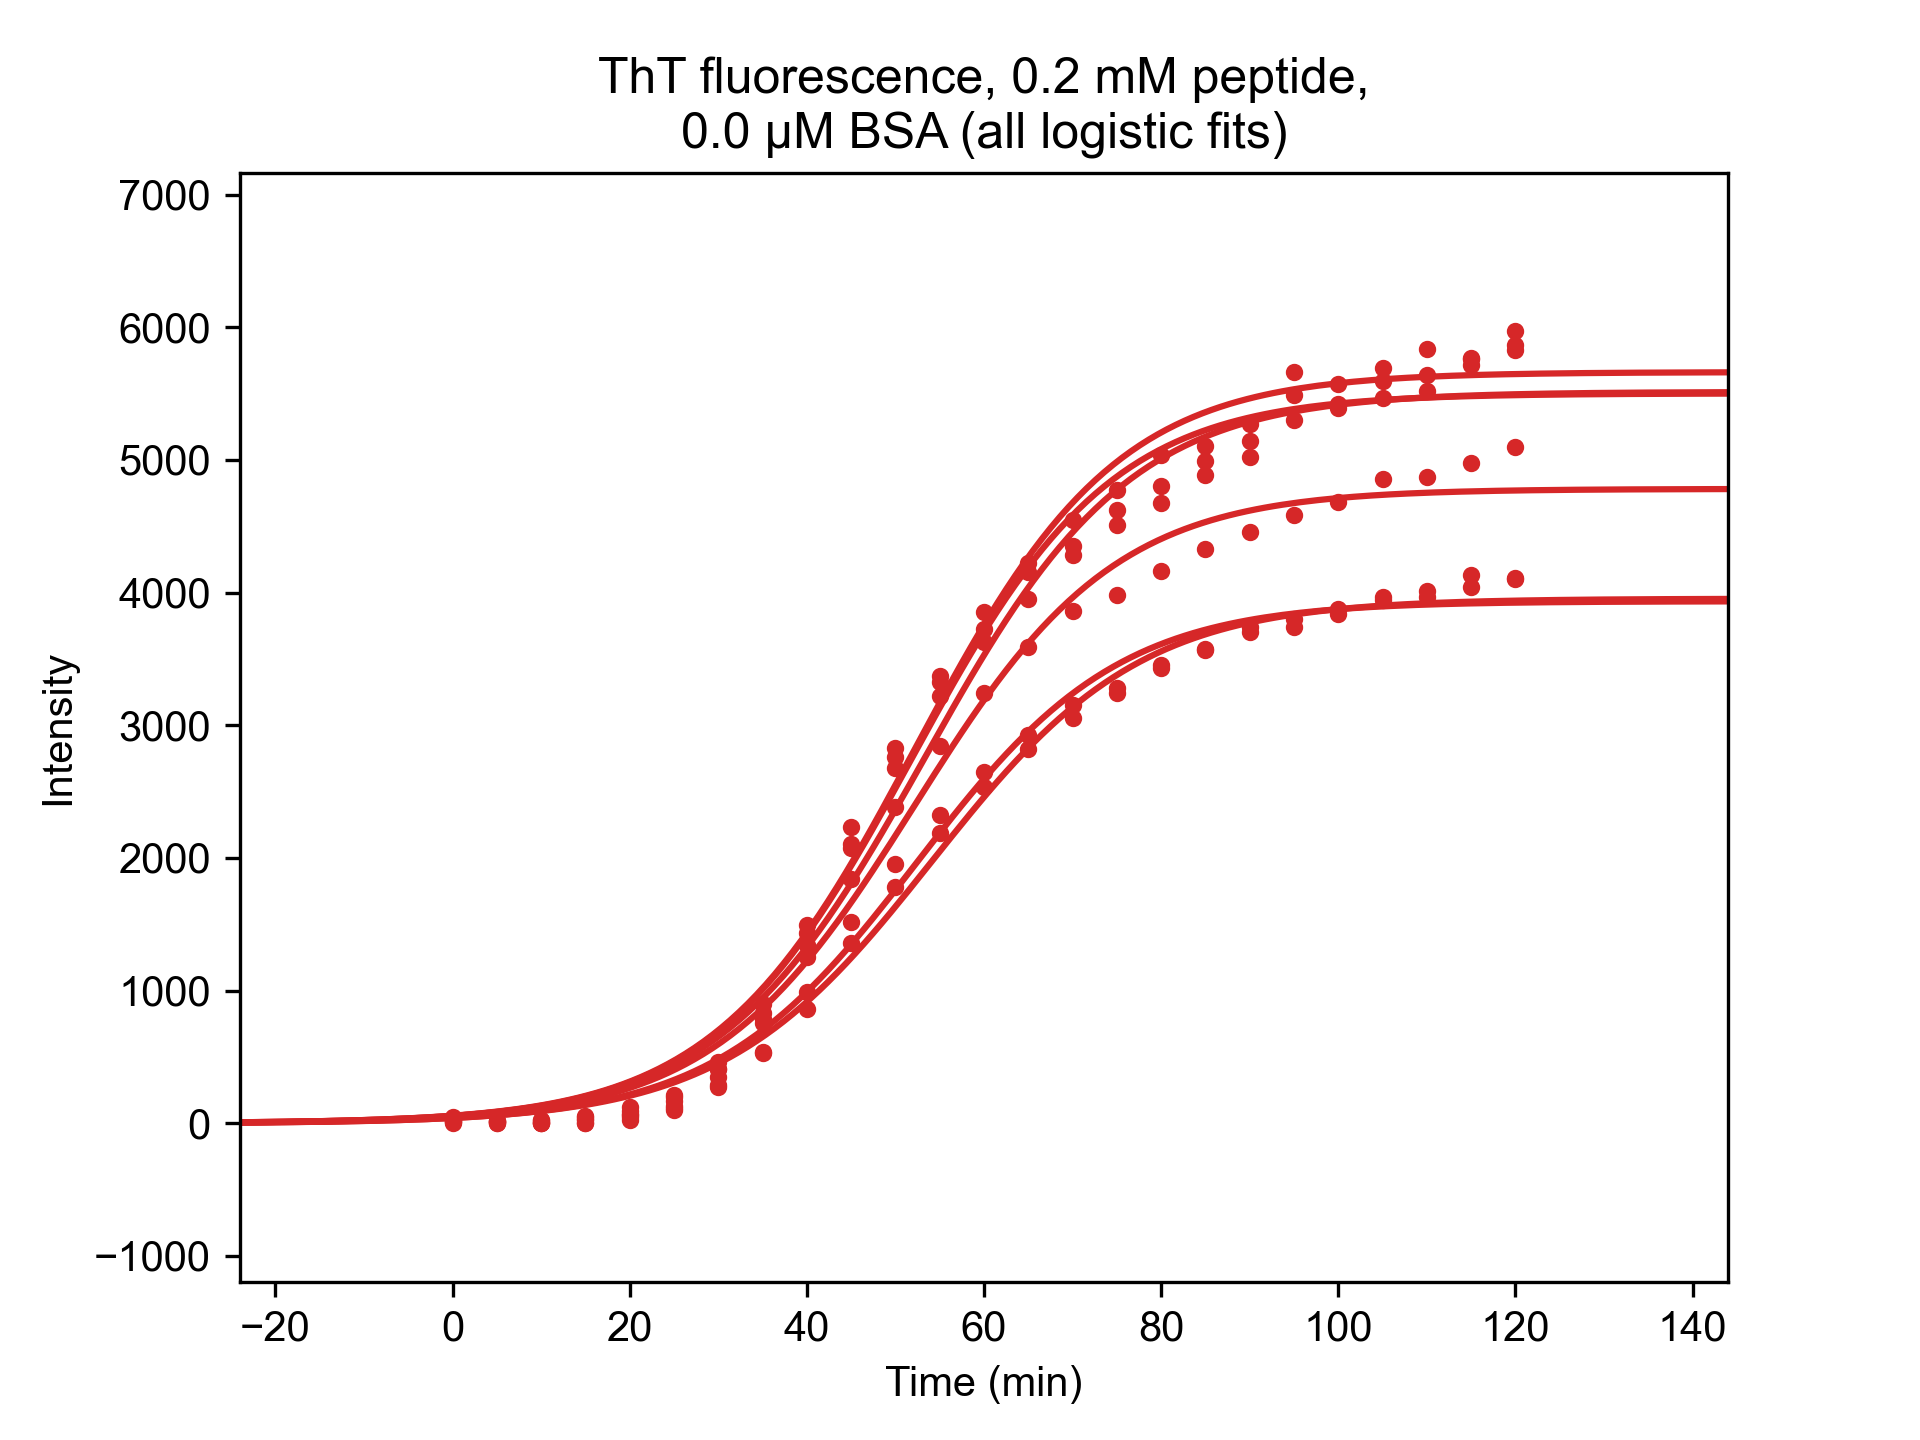 ThT fluorescence, 0.2 mM peptide,
0.0 μM BSA (all logistic fits)
7000
6000
5000
4000
3000
2000
1000
0
−1000
Intensity
−20 0 20 40 60 80 100 120 140
Time (min)